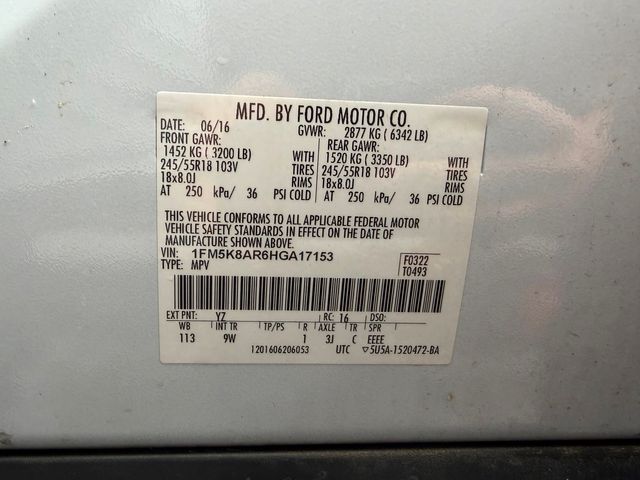 MFD. BY FORD MOTOR CO.
DATE: 06/16 GVWR: 2877 KG ( 6342 LB)
FRONT GAWR: REAR GAWR:
1452 KG ( 3200 LB) WITH 1520 KG ( 3350 LB) WITH
245/55R18 103V TIRES 245/55R18 103V TIRES
18x8.0J RIMS 18x8.0J RIMS
AT 250 kPa/ 36 PSI COLD AT 250 kPa/ 36 PSI COLD
THIS VEHICLE CONFORMS TO ALL APPLICABLE FEDERAL MOTOR
VEHICLE SAFETY STANDARDS IN EFFECT ON THE DATE OF
MANUFACTURE SHOWN ABOVE.
VIN: 1FM5K8AR6HGA17153 F0322
TYPE: MPV T0493
EXT PNT: YZ RC: 16 DSO:
WB INT TR TP/PS R AXLE TR SPR
113 9W 1 3J C EEEE
1201606206053 UTC ▽5U5A-1520472-BA